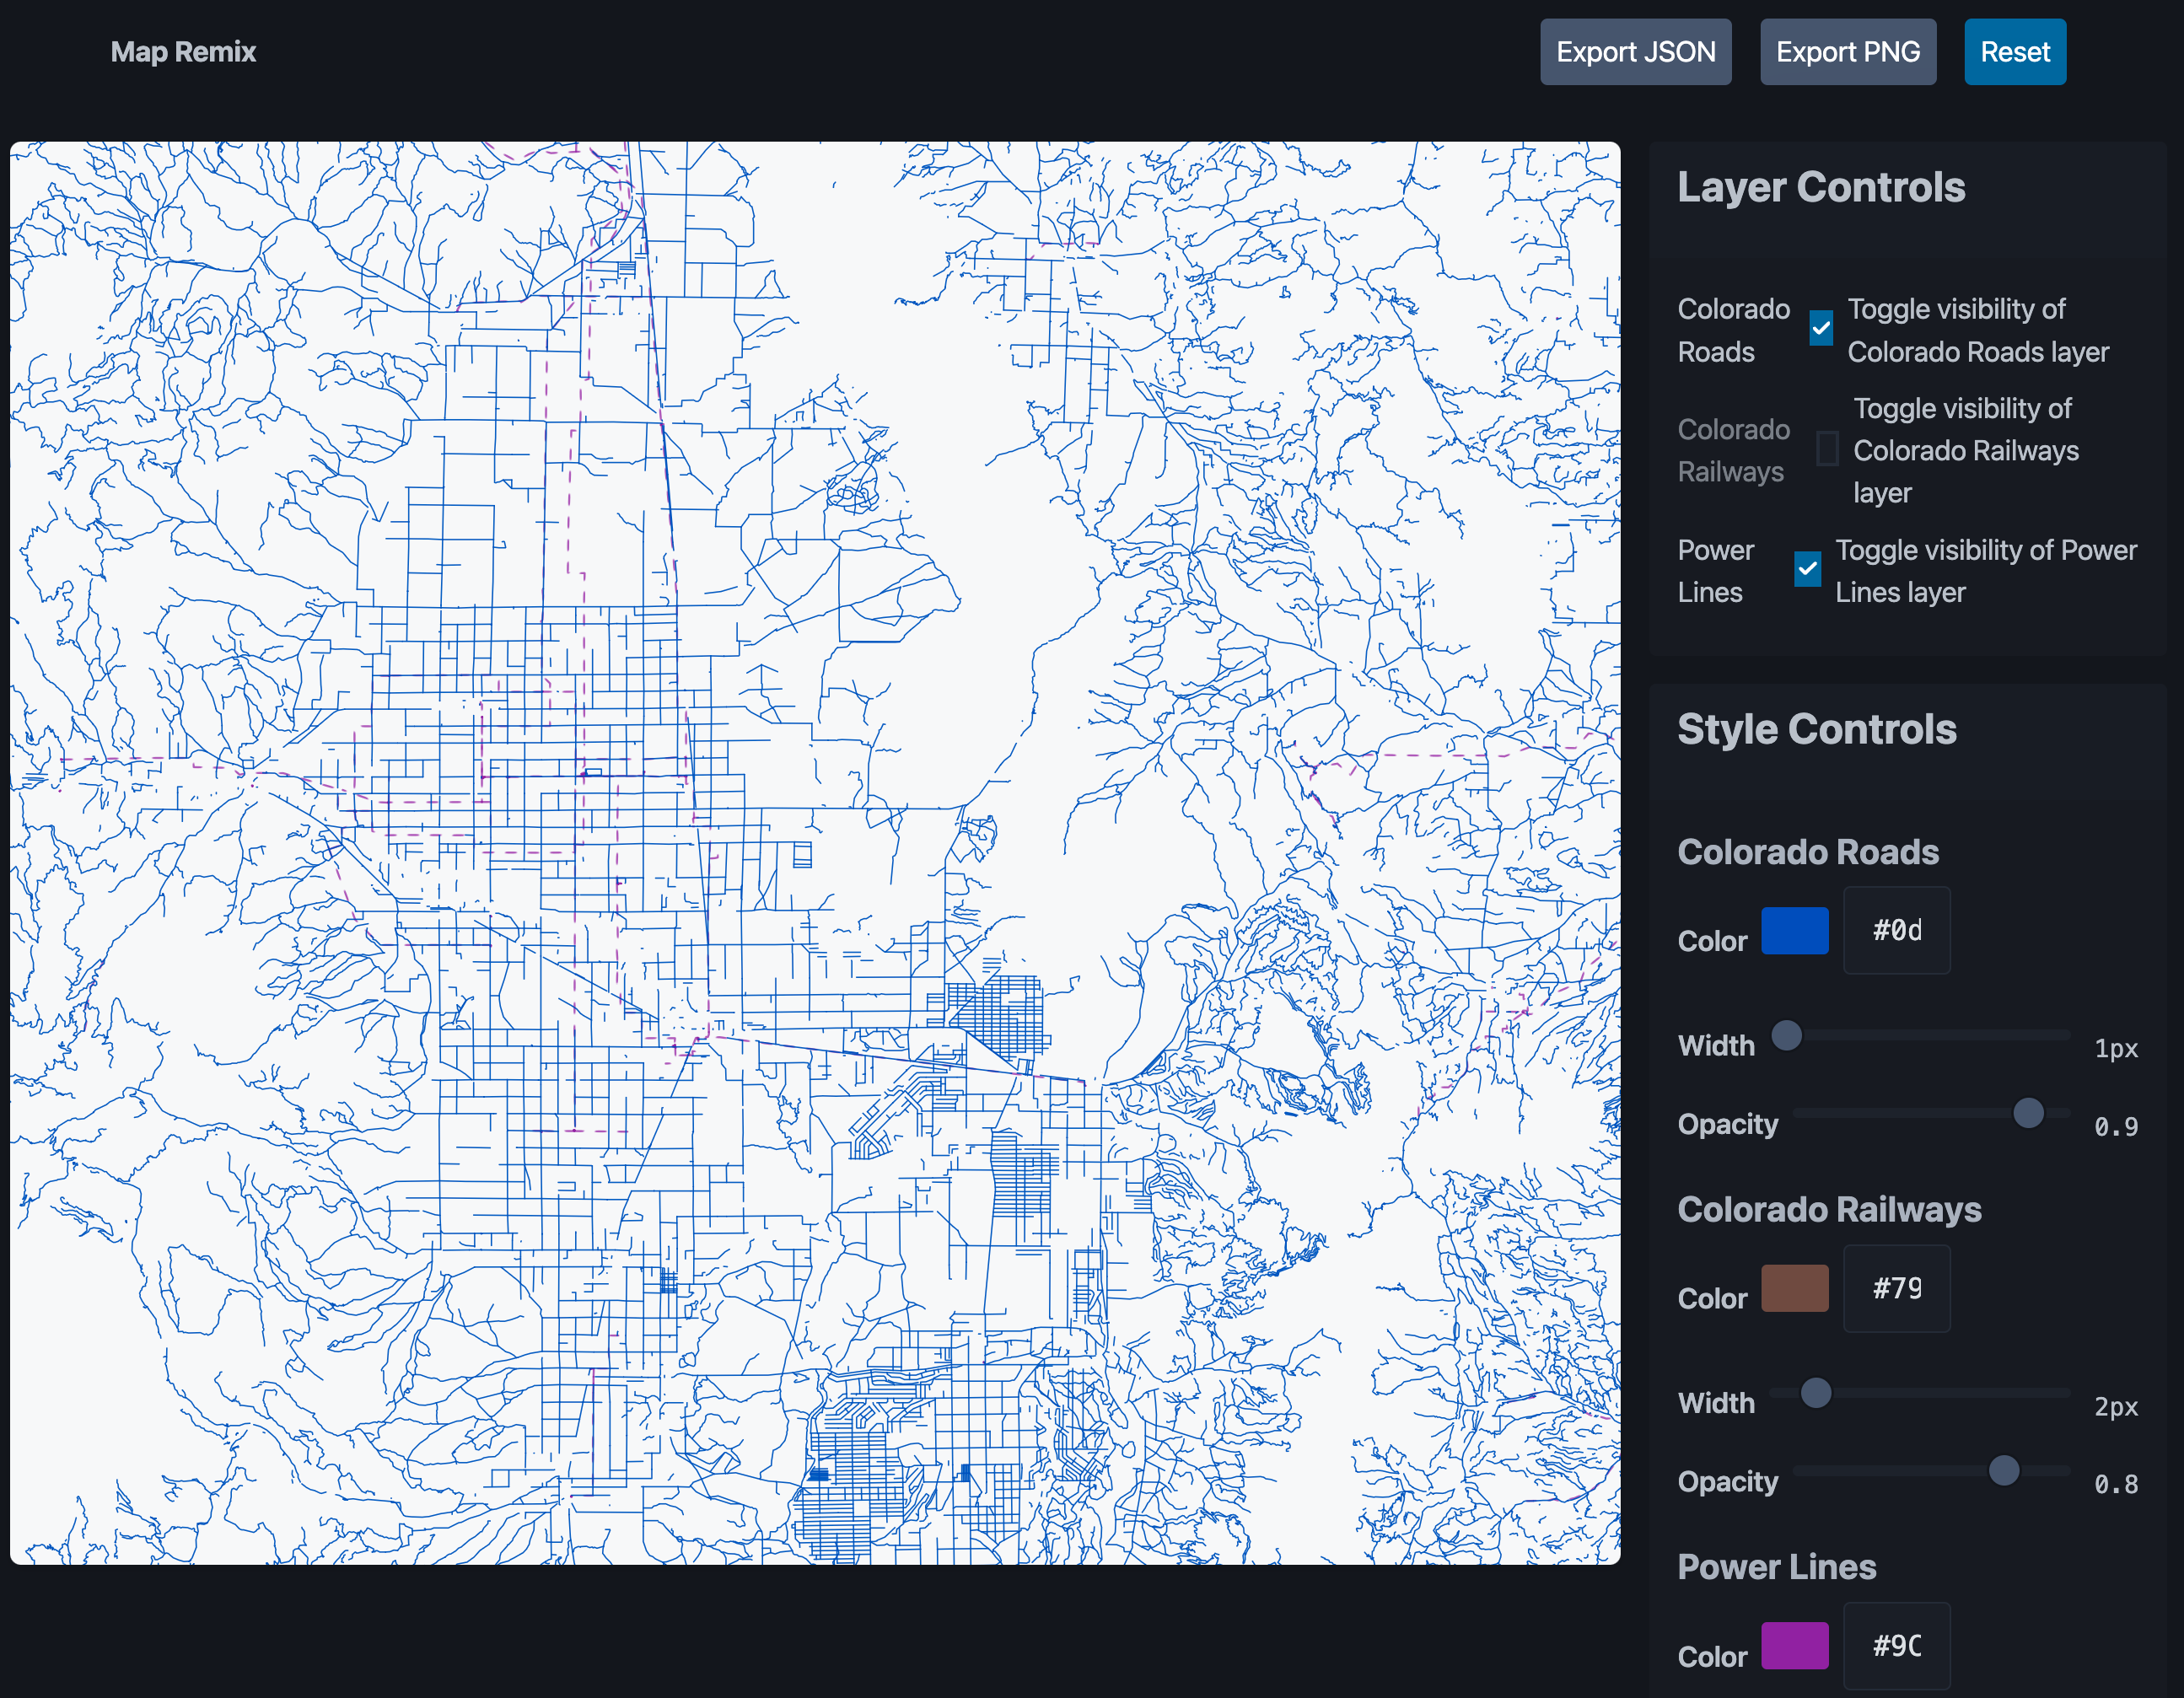 Map Remix
Export JSON
Export PNG
Reset
Layer Controls
Colorado
Roads
Toggle visibility of
Colorado Roads layer
Colorado
Railways
Toggle visibility of
Colorado Railways
layer
Power
Lines
Toggle visibility of Power
Lines layer
Style Controls
Colorado Roads
Color
#0d
Width
1px
Opacity
0.9
Colorado Railways
Color
#79
Width
2px
Opacity
0.8
Power Lines
Color
#9C